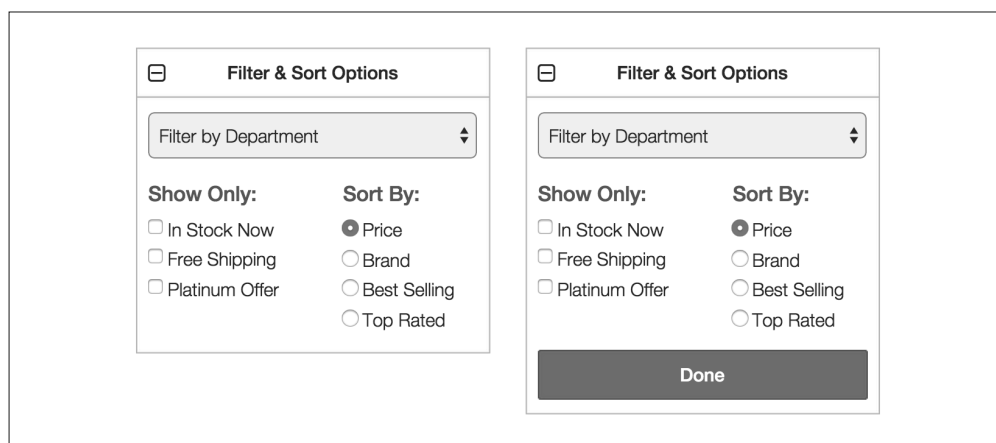 Filter & Sort Options
Filter by Department
Show Only:
In Stock Now
Free Shipping
Platinum Offer
Sort By:
Price
Brand
Best Selling
Top Rated
Filter & Sort Options
Filter by Department
Show Only:
In Stock Now
Free Shipping
Platinum Offer
Sort By:
Price
Brand
Best Selling
Top Rated
Done